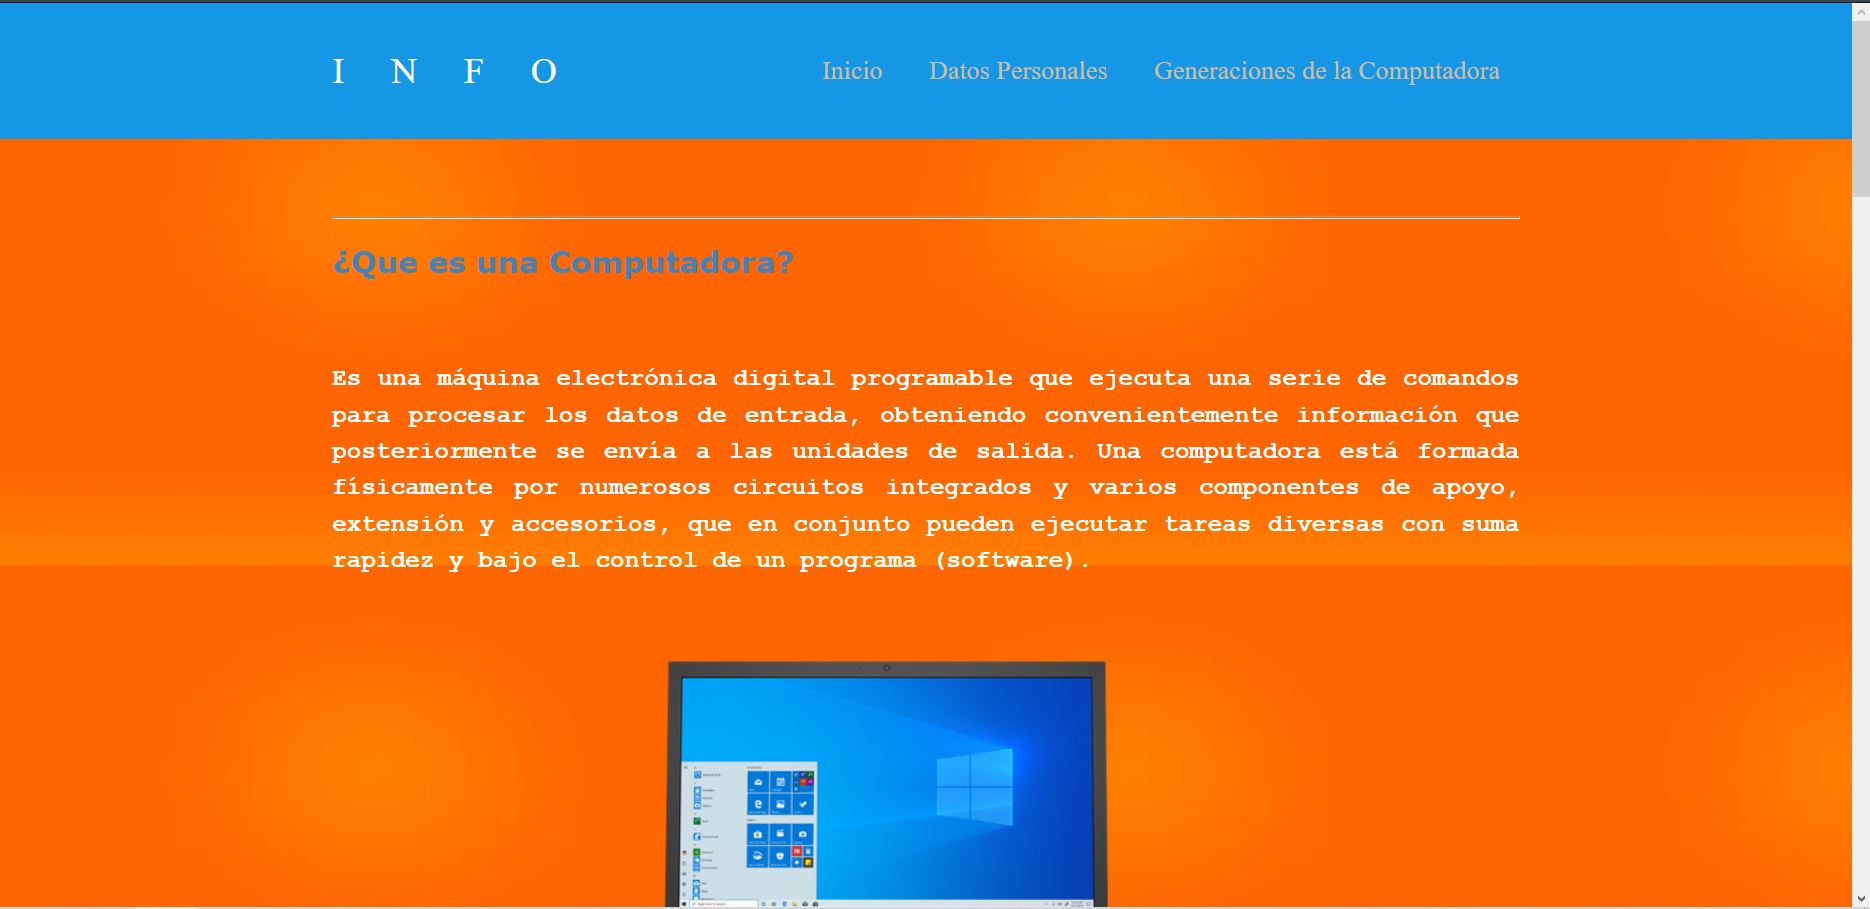 I N F O
Inicio Datos Personales Generaciones de la Computadora
¿Que es una Computadora?
Es una máquina electrónica digital programable que ejecuta una serie de comandos
para procesar los datos de entrada, obteniendo convenientemente información que
posteriormente se envía a las unidades de salida. Una computadora está formada
físicamente por numerosos circuitos integrados y varios componentes de apoyo,
extensión y accesorios, que en conjunto pueden ejecutar tareas diversas con suma
rapidez y bajo el control de un programa (software).